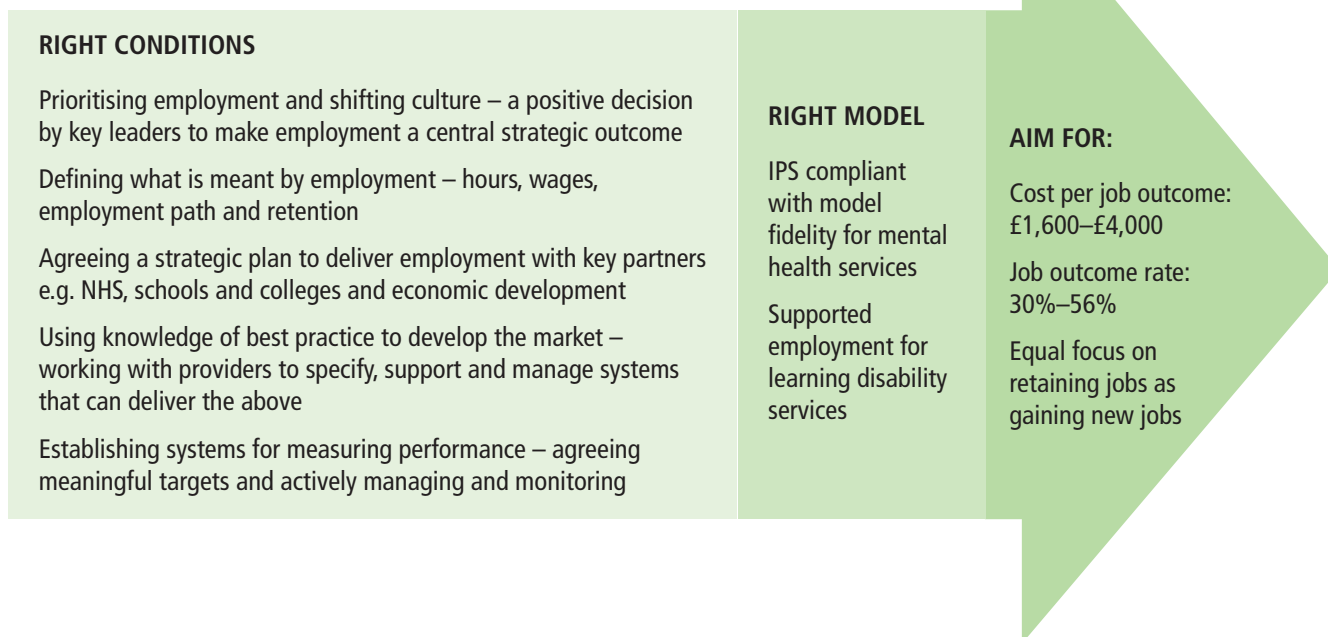 RIGHT CONDITIONS
Prioritising employment and shifting culture – a positive decision
by key leaders to make employment a central strategic outcome
Defining what is meant by employment – hours, wages,
employment path and retention
Agreeing a strategic plan to deliver employment with key partners
e.g. NHS, schools and colleges and economic development
Using knowledge of best practice to develop the market –
working with providers to specify, support and manage systems
that can deliver the above
Establishing systems for measuring performance – agreeing
meaningful targets and actively managing and monitoring
RIGHT MODEL
IPS compliant
with model
fidelity for mental
health services
Supported
employment for
learning disability
services
AIM FOR:
Cost per job outcome:
£1,600–£4,000
Job outcome rate:
30%–56%
Equal focus on
retaining jobs as
gaining new jobs